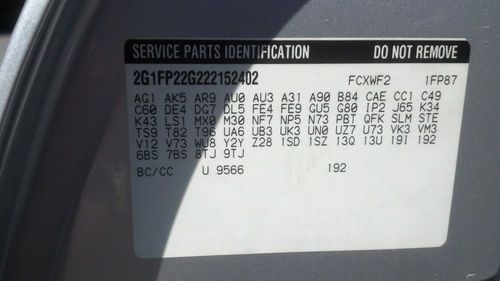 SERVICE PARTS IDENTIFICATION DO NOT REMOVE
2G1FP22G222152402 FCXWF2 1FP87
AG1 AK5 AR9 AU0 AU3 A31 A90 B84 CAE CC1 C49
C60 DE4 DG7 DL5 FE4 FE9 GU5 G80 IP2 J65 K34
K43 LS1 MX0 M30 NF7 NP5 N73 PBT QFK SLM STE
TS9 T82 T96 UA6 UB3 UK3 UN0 UZ7 U73 VK3 VM3
V12 V73 WU8 Y2Y Z28 1SD 1SZ 13Q 13U 19I 192
6BS 7BS 8TJ 9TJ
BC/CC U 9566 192